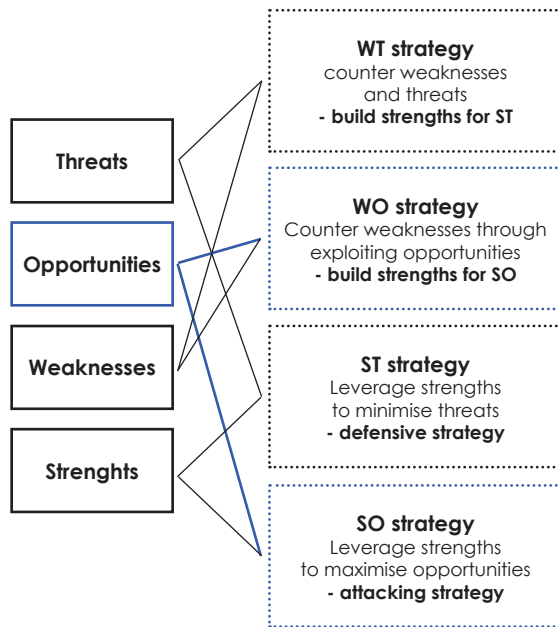 Threats
Opportunities
Weaknesses
Strenghts
WT strategy
counter weaknesses
and threats
- build strengths for ST
WO strategy
Counter weaknesses through
exploiting opportunities
- build strengths for SO
ST strategy
Leverage strengths
to minimise threats
- defensive strategy
SO strategy
Leverage strengths
to maximise opportunities
- attacking strategy